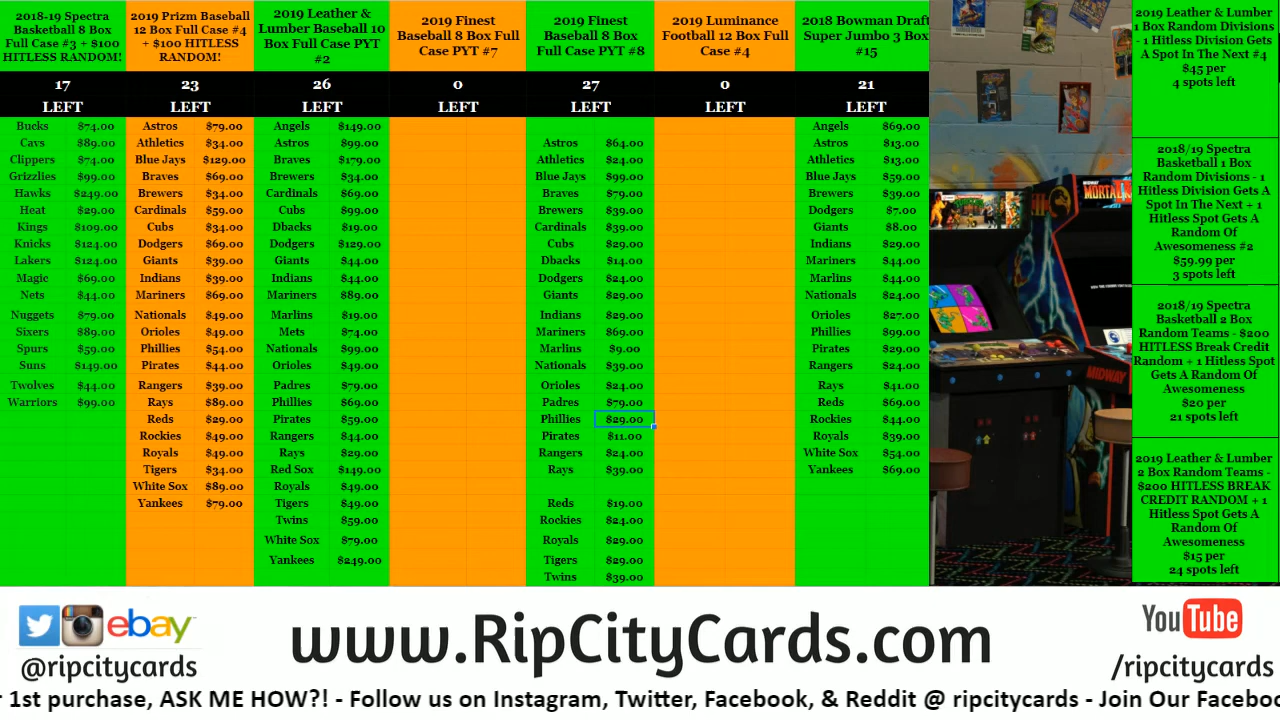 2018-19 Spectra
Basketball 8 Box
Full Case #3 + $100
HITLESS RANDOM!
17
LEFT
Bucks $74.00
Cavs $89.00
Clippers $74.00
Grizzlies $99.00
Hawks $249.00
Heat $29.00
Kings $109.00
Knicks $124.00
Lakers $124.00
Magic $69.00
Nets $44.00
Nuggets $79.00
Sixers $89.00
Spurs $59.00
Suns $149.00
Twolves $44.00
Warriors $99.00
2019 Prizm Baseball
12 Box Full Case #4
+ $100 HITLESS
RANDOM!
23
LEFT
Astros $79.00
Athletics $34.00
Blue Jays $129.00
Braves $69.00
Brewers $34.00
Cardinals $59.00
Cubs $34.00
Dodgers $69.00
Giants $39.00
Indians $39.00
Mariners $69.00
Nationals $49.00
Orioles $49.00
Phillies $54.00
Pirates $44.00
Rangers $39.00
Rays $89.00
Reds $29.00
Rockies $49.00
Royals $49.00
Tigers $34.00
White Sox $89.00
Yankees $79.00
2019 Leather &
Lumber Baseball 10
Box Full Case PYT
#2
26
LEFT
Angels $149.00
Astros $99.00
Braves $179.00
Brewers $34.00
Cardinals $69.00
Cubs $99.00
Dbacks $19.00
Dodgers $129.00
Giants $44.00
Indians $44.00
Mariners $89.00
Marlins $19.00
Mets $74.00
Nationals $99.00
Orioles $49.00
Padres $79.00
Phillies $69.00
Pirates $59.00
Rangers $44.00
Rays $29.00
Red Sox $149.00
Royals $49.00
Tigers $49.00
Twins $59.00
White Sox $79.00
Yankees $249.00
2019 Finest
Baseball 8 Box Full
Case PYT #7
0
LEFT
2019 Finest
Baseball 8 Box
Full Case PYT #8
27
LEFT
Astros $64.00
Athletics $24.00
Blue Jays $99.00
Braves $79.00
Brewers $39.00
Cardinals $39.00
Cubs $29.00
Dbacks $14.00
Dodgers $24.00
Giants $29.00
Indians $29.00
Mariners $69.00
Marlins $9.00
Nationals $39.00
Orioles $24.00
Padres $79.00
Phillies $29.00
Pirates $11.00
Rangers $24.00
Rays $39.00
Reds $19.00
Rockies $24.00
Royals $29.00
Tigers $29.00
Twins $39.00
2019 Luminance
Football 12 Box Full
Case #4
0
LEFT
2018 Bowman Draft
Super Jumbo 3 Box
#15
21
LEFT
Angels $69.00
Astros $13.00
Athletics $13.00
Blue Jays $59.00
Brewers $39.00
Dodgers $7.00
Giants $8.00
Indians $29.00
Mariners $44.00
Marlins $44.00
Nationals $24.00
Orioles $27.00
Phillies $99.00
Pirates $29.00
Rangers $24.00
Rays $41.00
Reds $69.00
Rockies $44.00
Royals $39.00
White Sox $54.00
Yankees $69.00
MORTAL
MIDWAY
2019 Leather & Lumber
1 Box Random Divisions
- 1 Hitless Division Gets
A Spot In The Next #4
$45 per
4 spots left
2018/19 Spectra
Basketball 1 Box
Random Divisions - 1
Hitless Division Gets A
Spot In The Next + 1
Hitless Spot Gets A
Random Of
Awesomeness #2
$59.99 per
3 spots left
2018/19 Spectra
Basketball 2 Box
Random Teams - $200
HITLESS Break Credit
Random + 1 Hitless Spot
Gets A Random Of
Awesomeness
$20 per
21 spots left
2019 Leather & Lumber
2 Box Random Teams -
$200 HITLESS BREAK
CREDIT RANDOM + 1
Hitless Spot Gets A
Random Of
Awesomeness
$15 per
24 spots left
ebay
@ripcitycards
www.RipCityCards.com
YouTube
/ripcitycards
r 1st purchase, ASK ME HOW?! - Follow us on Instagram, Twitter, Facebook, & Reddit @ ripcitycards - Join Our Faceboo